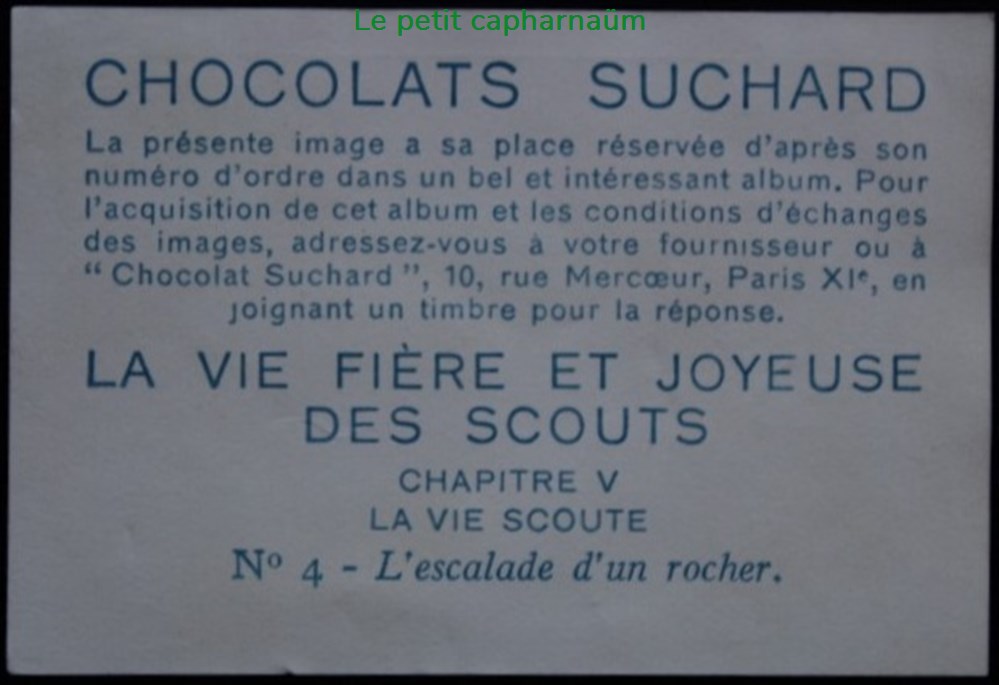 Le petit capharnaüm
CHOCOLATS SUCHARD
La présente image a sa place réservée d'après son
numéro d'ordre dans un bel et intéressant album. Pour
l'acquisition de cet album et les conditions d'échanges
des images, adressez-vous à votre fournisseur ou à
“ Chocolat Suchard ”, 10, rue Mercœur, Paris XIᵉ, en
joignant un timbre pour la réponse.
LA VIE FIÈRE ET JOYEUSE
DES SCOUTS
CHAPITRE V
LA VIE SCOUTE
Nº 4 - L'escalade d'un rocher.